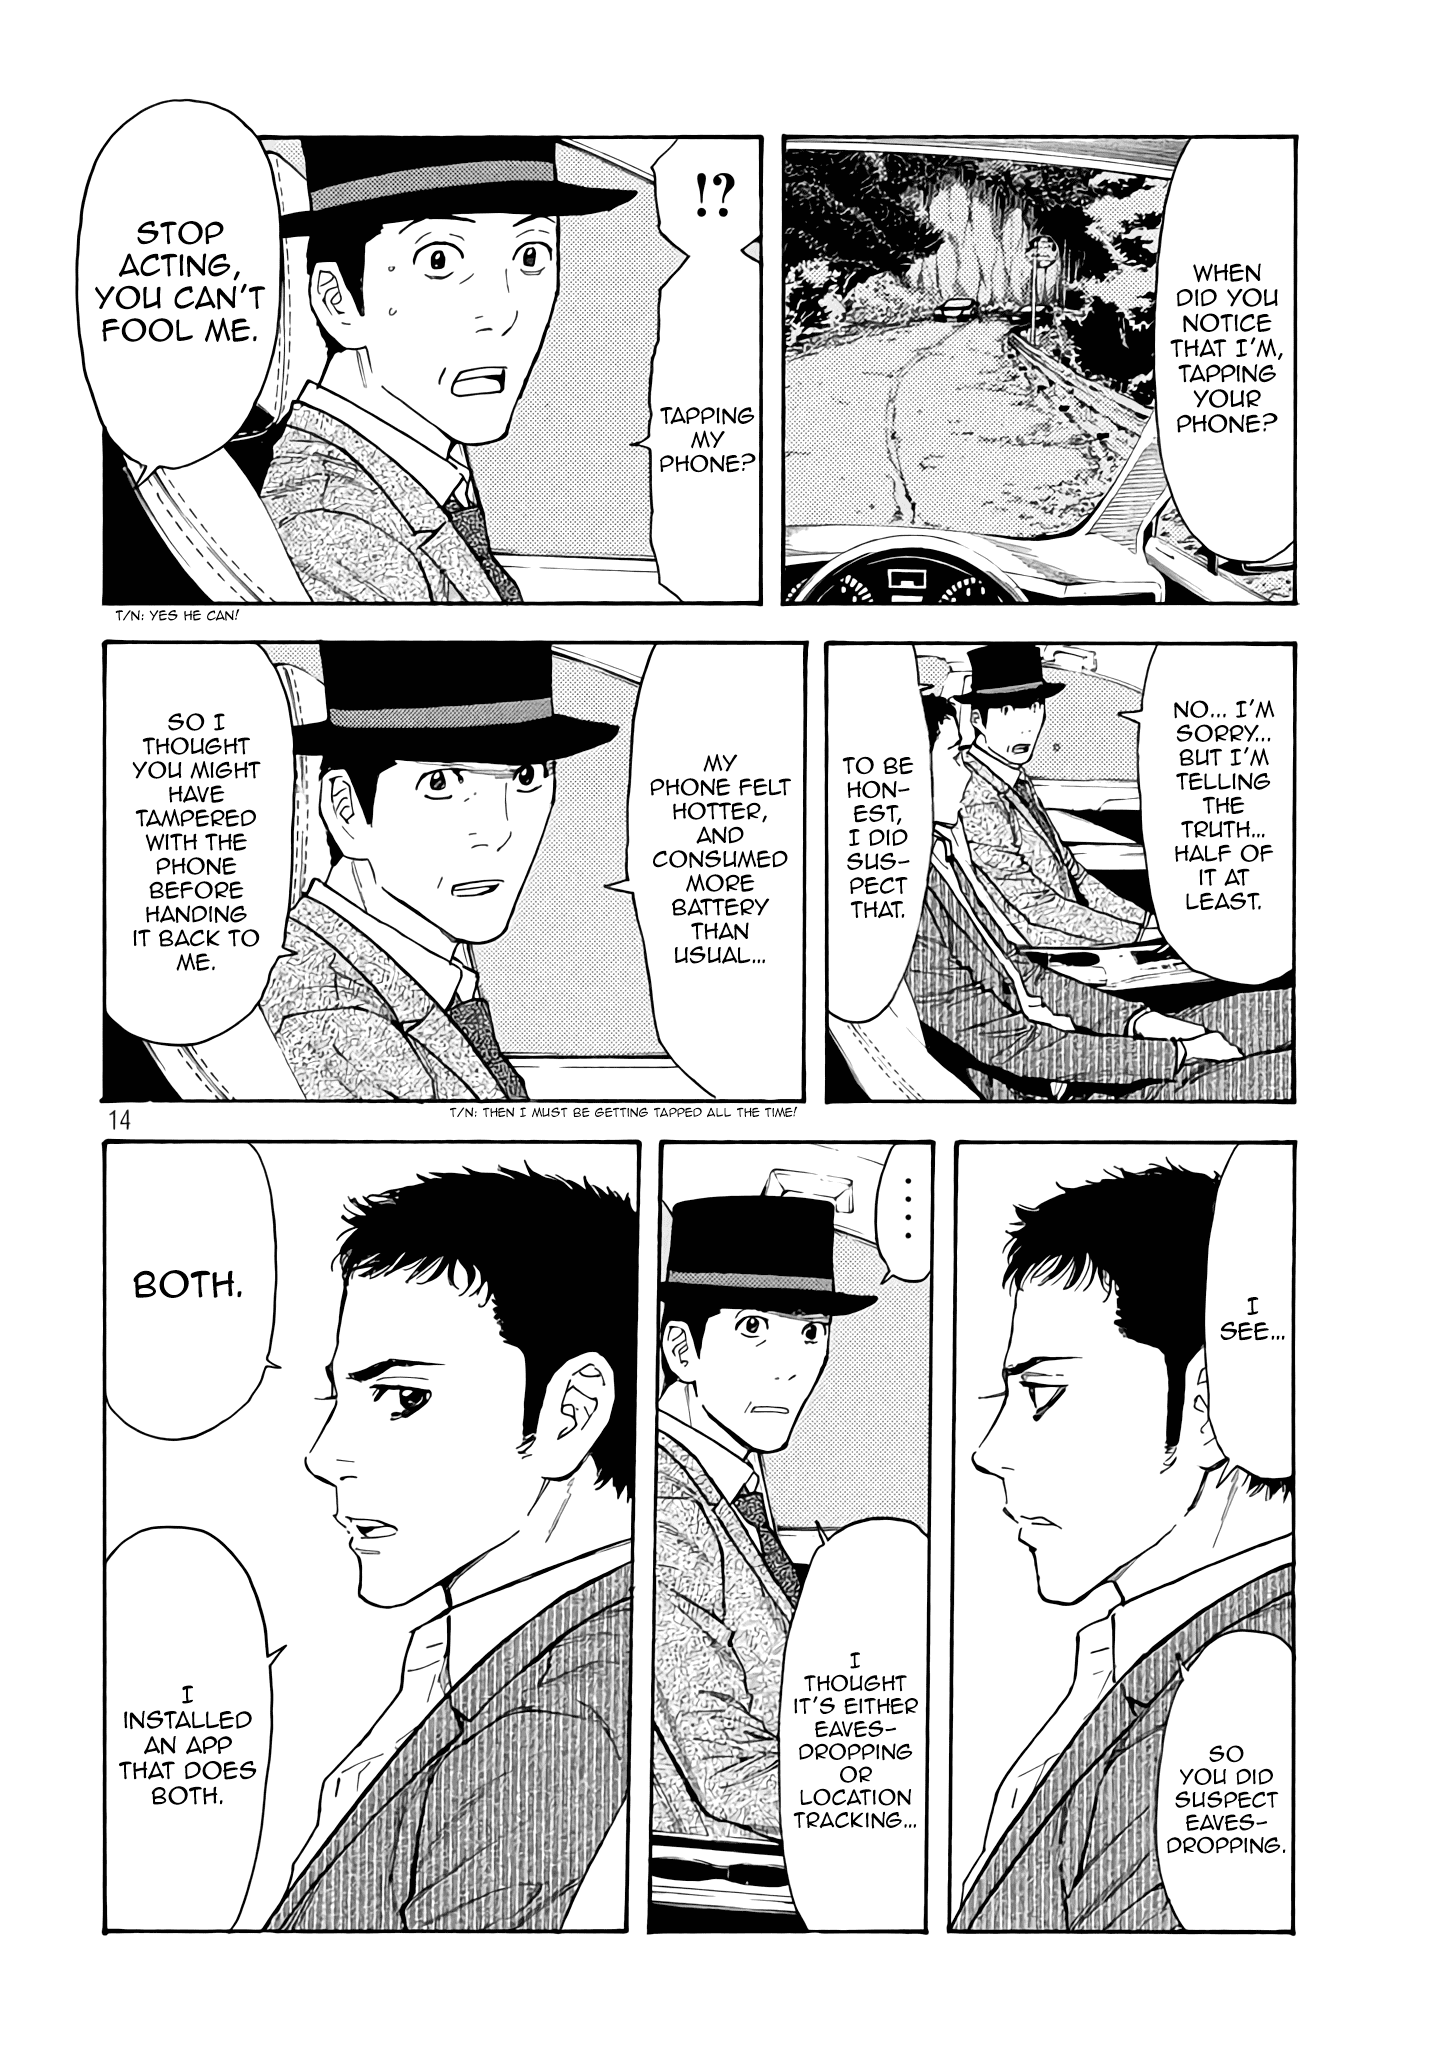 WHEN
DID YOU
NOTICE
THAT I'M,
TAPPING
YOUR
PHONE?
!?
TAPPING
MY
PHONE?
STOP
ACTING,
YOU CAN'T
FOOL ME.
T/N: YES HE CAN!
NO... I'M
SORRY...
BUT I'M
TELLING
THE
TRUTH...
HALF OF
IT AT
LEAST.
TO BE
HON-
EST,
I DID
SUS-
PECT
THAT.
MY
PHONE FELT
HOTTER,
AND
CONSUMED
MORE
BATTERY
THAN
USUAL...
SO I
THOUGHT
YOU MIGHT
HAVE
TAMPERED
WITH THE
PHONE
BEFORE
HANDING
IT BACK TO
ME.
T/N: THEN I MUST BE GETTING TAPPED ALL THE TIME!
14
I
SEE...
SO
YOU DID
SUSPECT
EAVES-
DROPPING.
....
I
THOUGHT
IT'S EITHER
EAVES-
DROPPING
OR
LOCATION
TRACKING...
BOTH.
I
INSTALLED
AN APP
THAT DOES
BOTH.